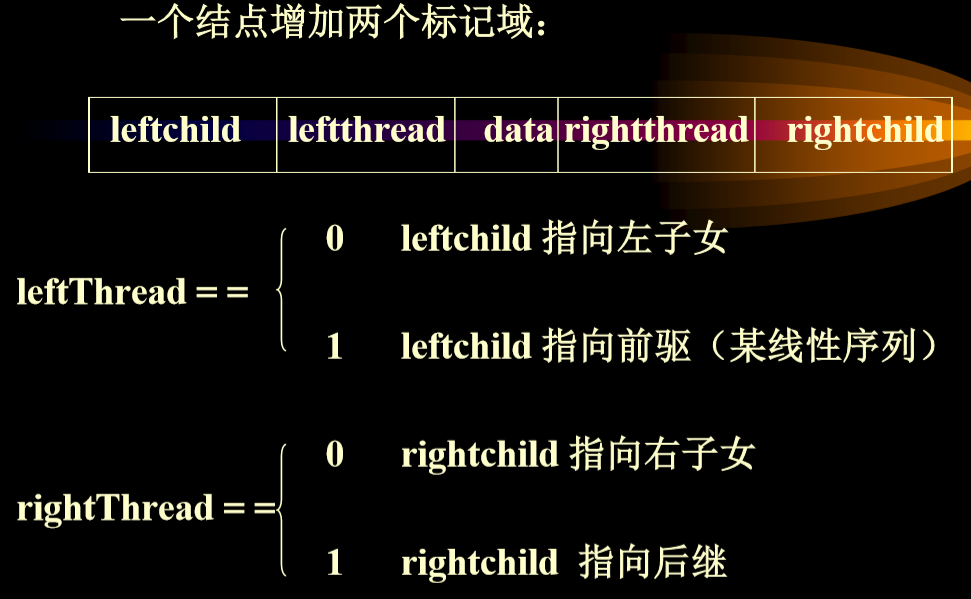 一个结点增加两个标记域：
leftchild leftthread data rightthread rightchild
0 leftchild 指向左子女
leftThread = =
1 leftchild 指向前驱（某线性序列）
0 rightchild 指向右子女
rightThread = =
1 rightchild 指向后继